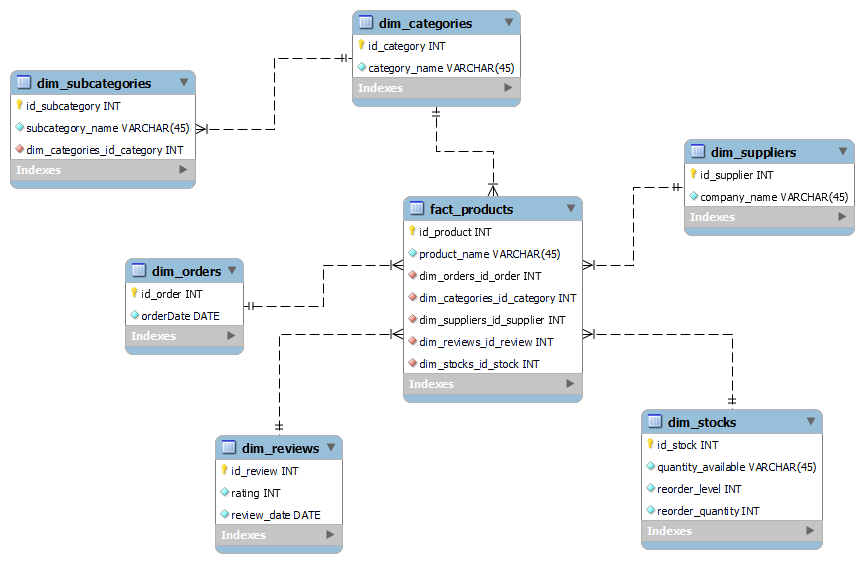 dim_categories
id_category INT
category_name VARCHAR(45)
Indexes
dim_subcategories
id_subcategory INT
subcategory_name VARCHAR(45)
dim_categories_id_category INT
Indexes
dim_suppliers
id_supplier INT
company_name VARCHAR(45)
Indexes
fact_products
id_product INT
product_name VARCHAR(45)
dim_orders_id_order INT
dim_categories_id_category INT
dim_suppliers_id_supplier INT
dim_reviews_id_review INT
dim_stocks_id_stock INT
Indexes
dim_orders
id_order INT
orderDate DATE
Indexes
dim_reviews
id_review INT
rating INT
review_date DATE
Indexes
dim_stocks
id_stock INT
quantity_available VARCHAR(45)
reorder_level INT
reorder_quantity INT
Indexes